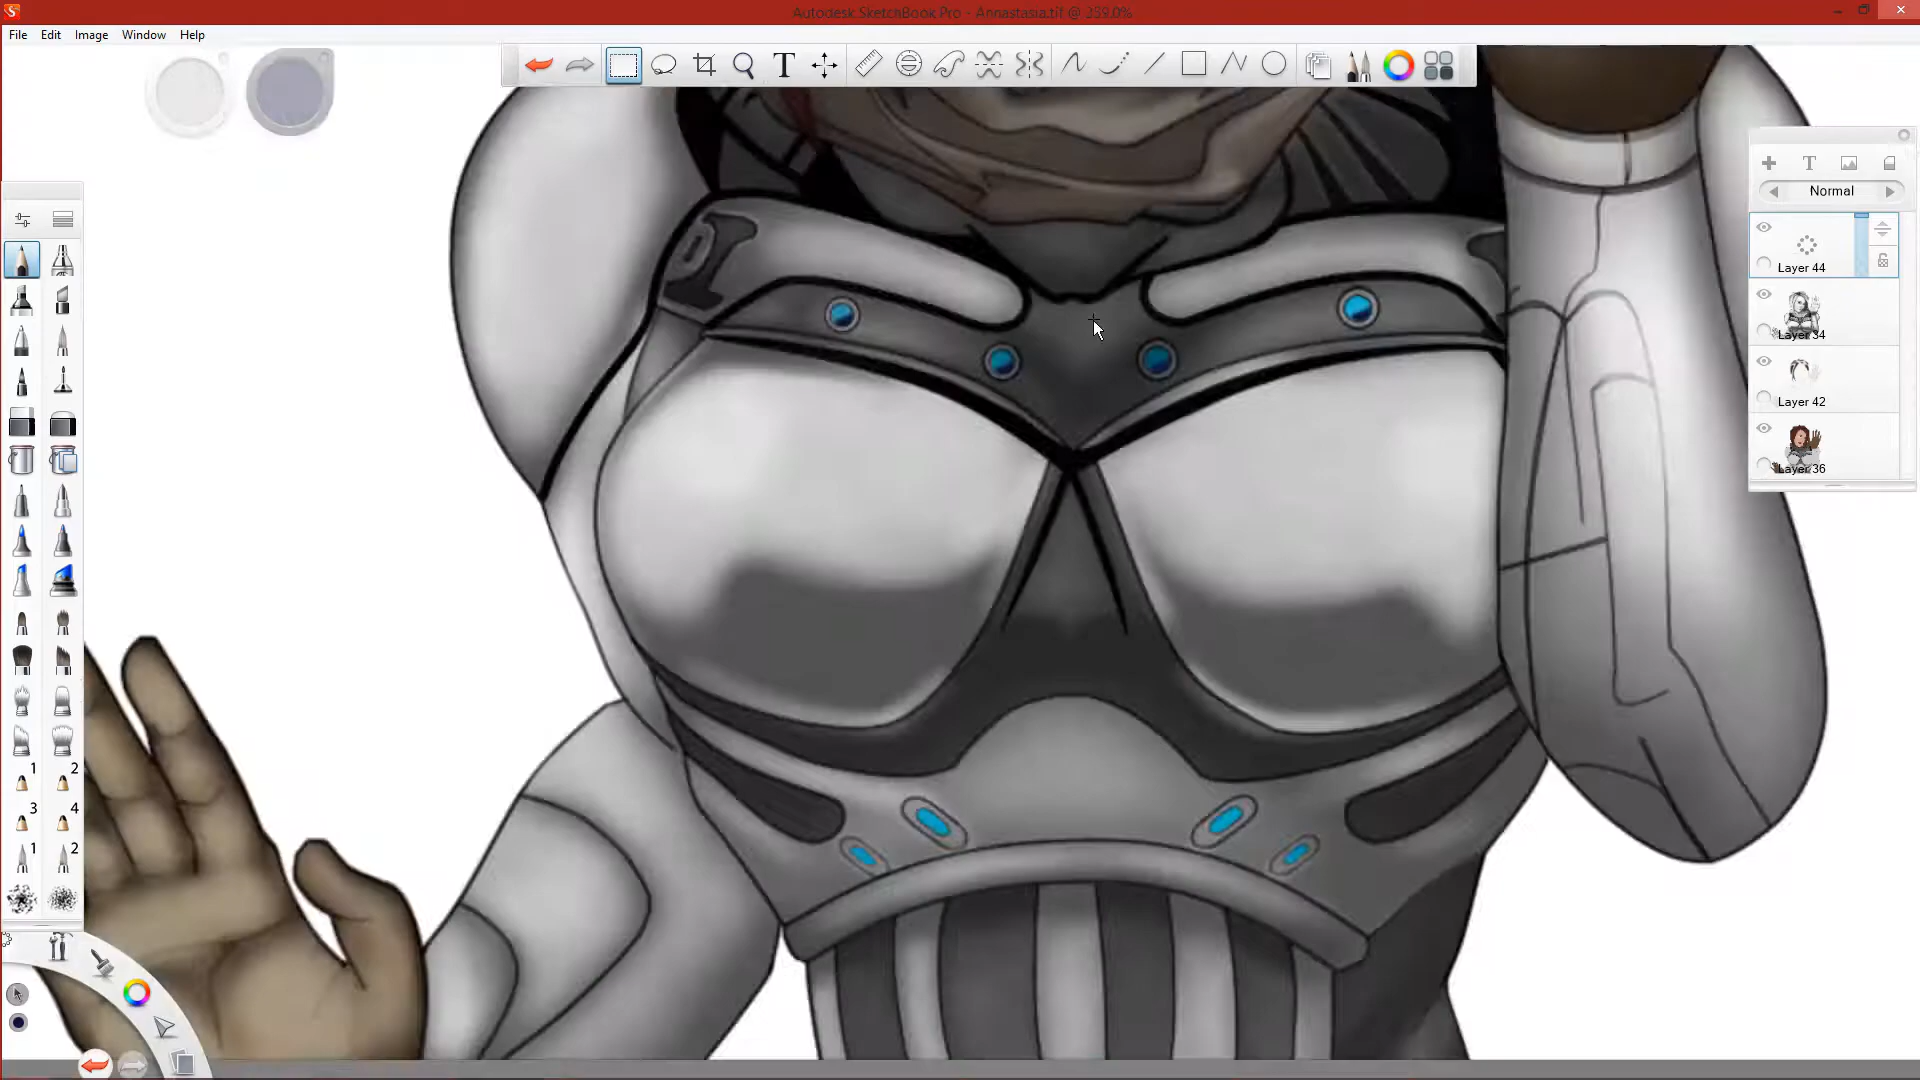 Autodesk SketchBook Pro - Annastasia.tif @ 239.0%
File Edit Image Window Help
T
T
Normal
Layer 44
Layer 34
Layer 42
Layer 36
1 2
3 4
1 2